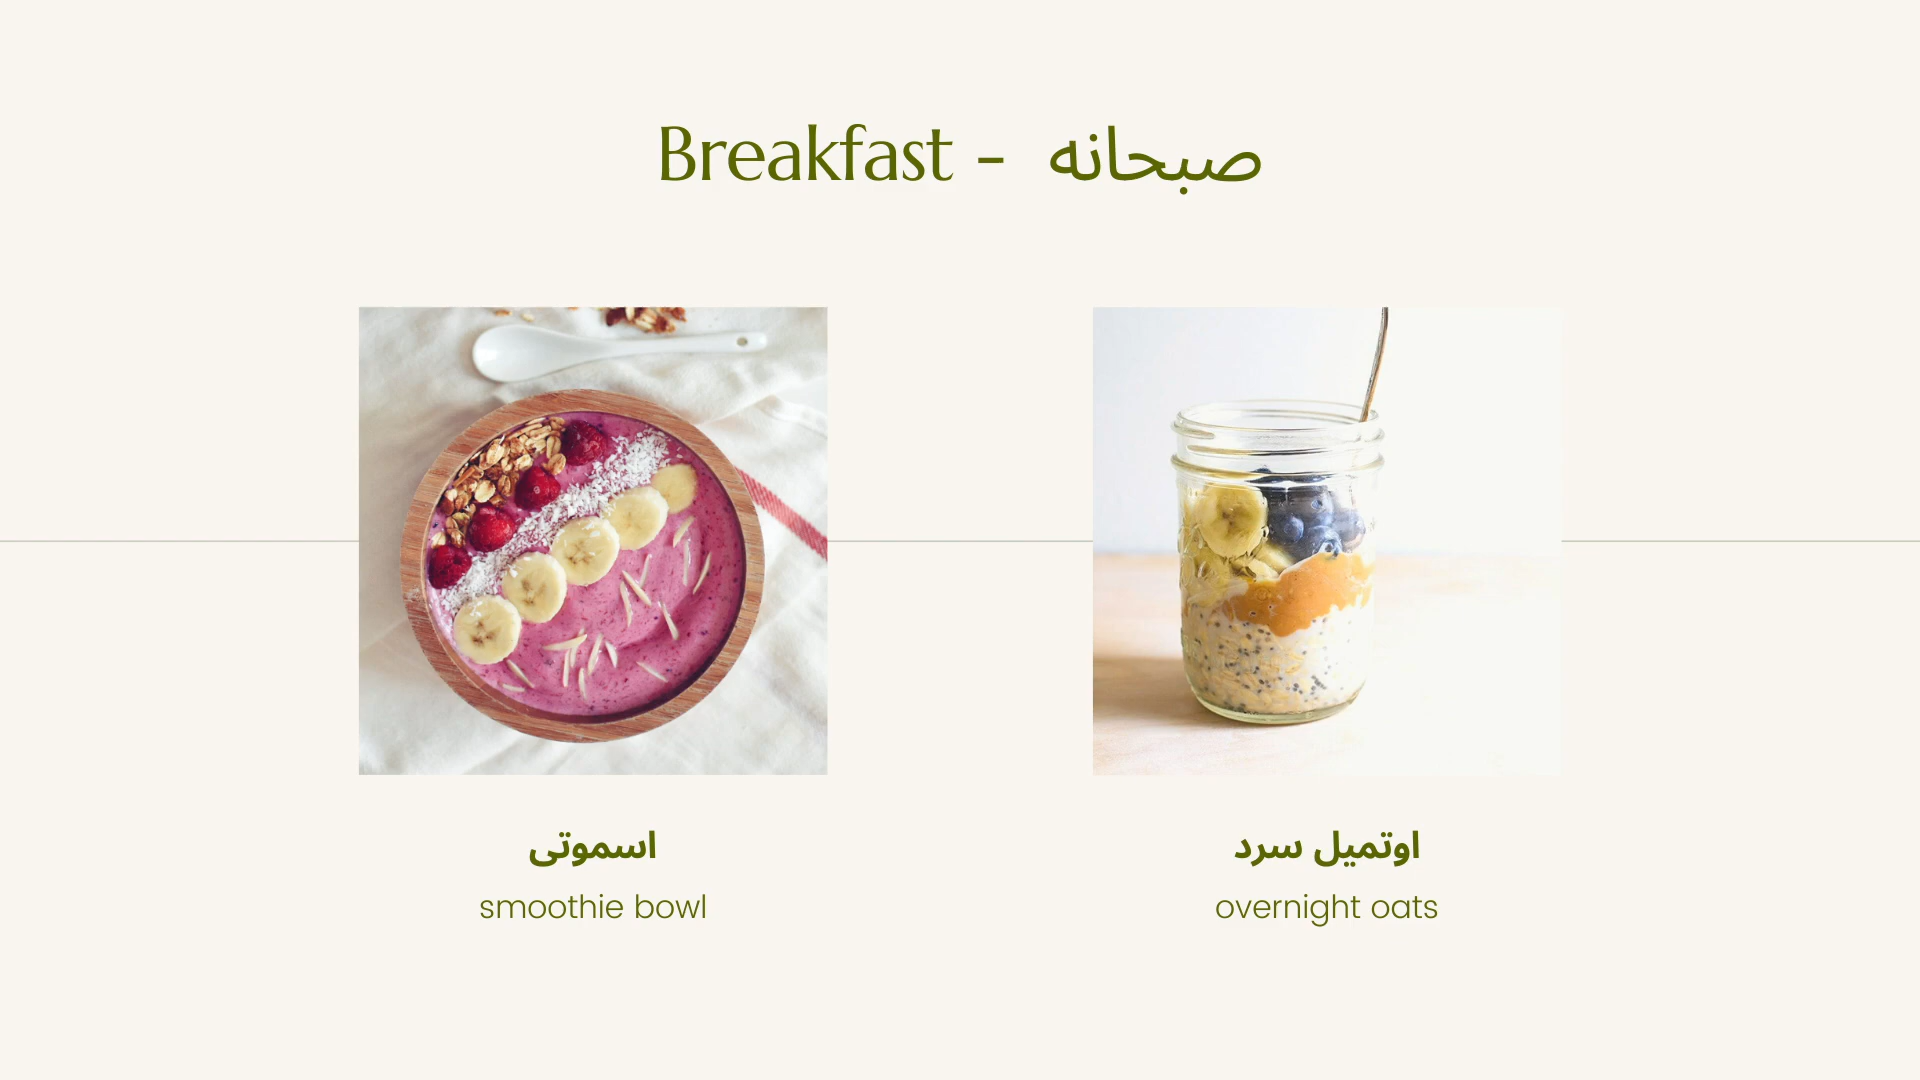 Breakfast - صبحانه
اسموتی
smoothie bowl
اوتمیل سرد
overnight oats